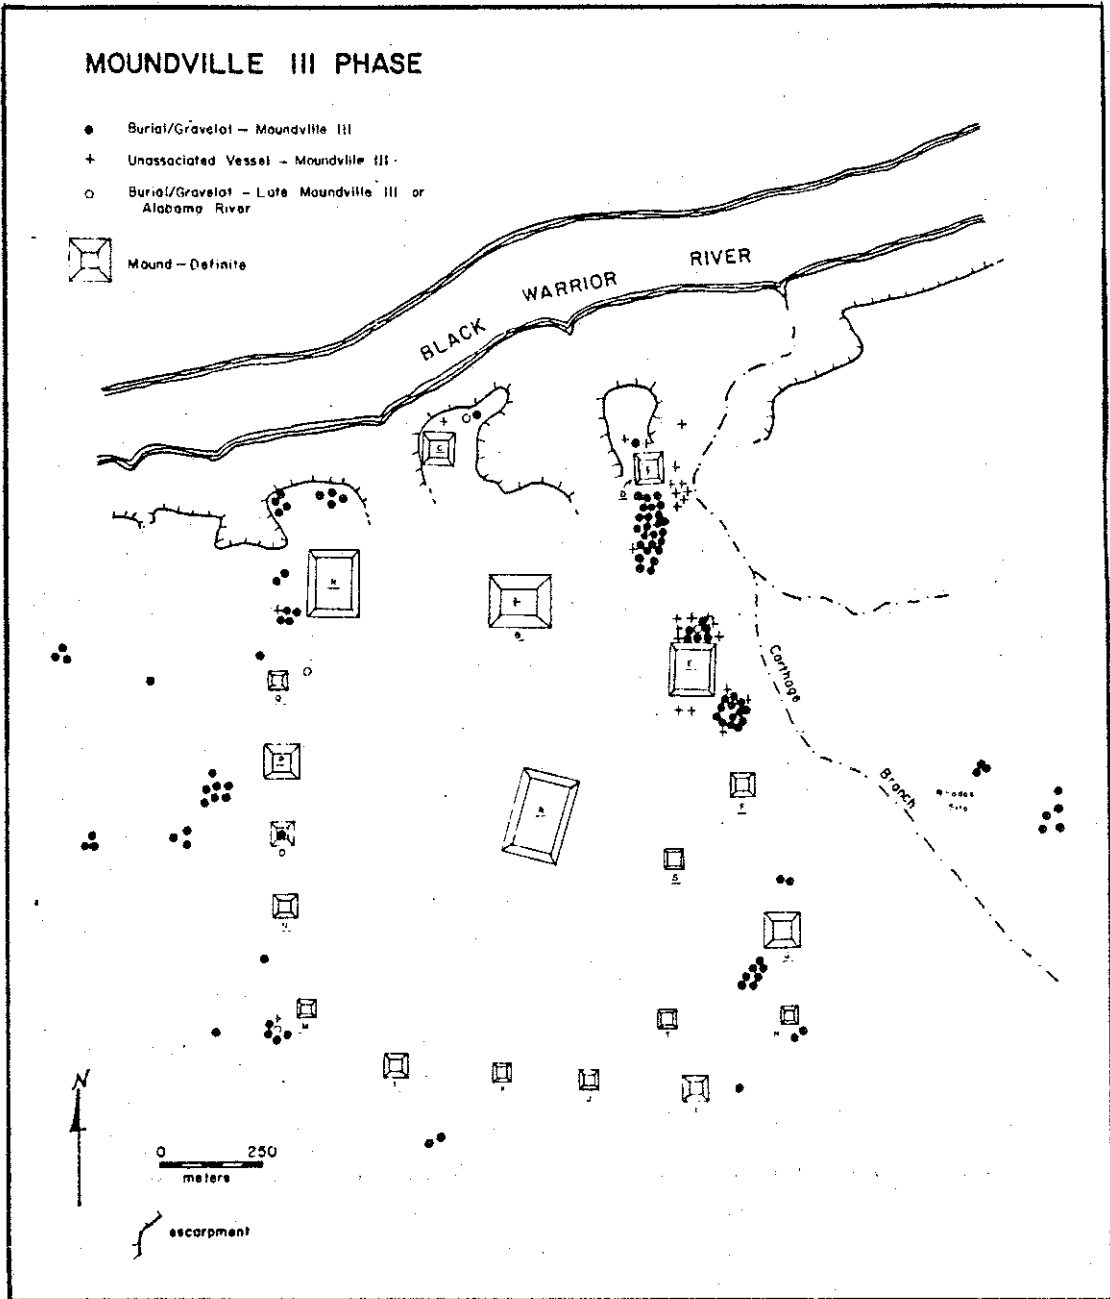 MOUNDVILLE III PHASE
Burial/Gravelot – Moundville III
Unassociated Vessel – Moundville III
Burial/Gravelot – Late Moundville III or
Alabama River
Mound – Definite
BLACK WARRIOR RIVER
C
D
R
B
E
Q
P
Carthage
Branch
A
F
O
S
N
G
M
T
H
L
K
J
I
N
0 250
meters
escarpment